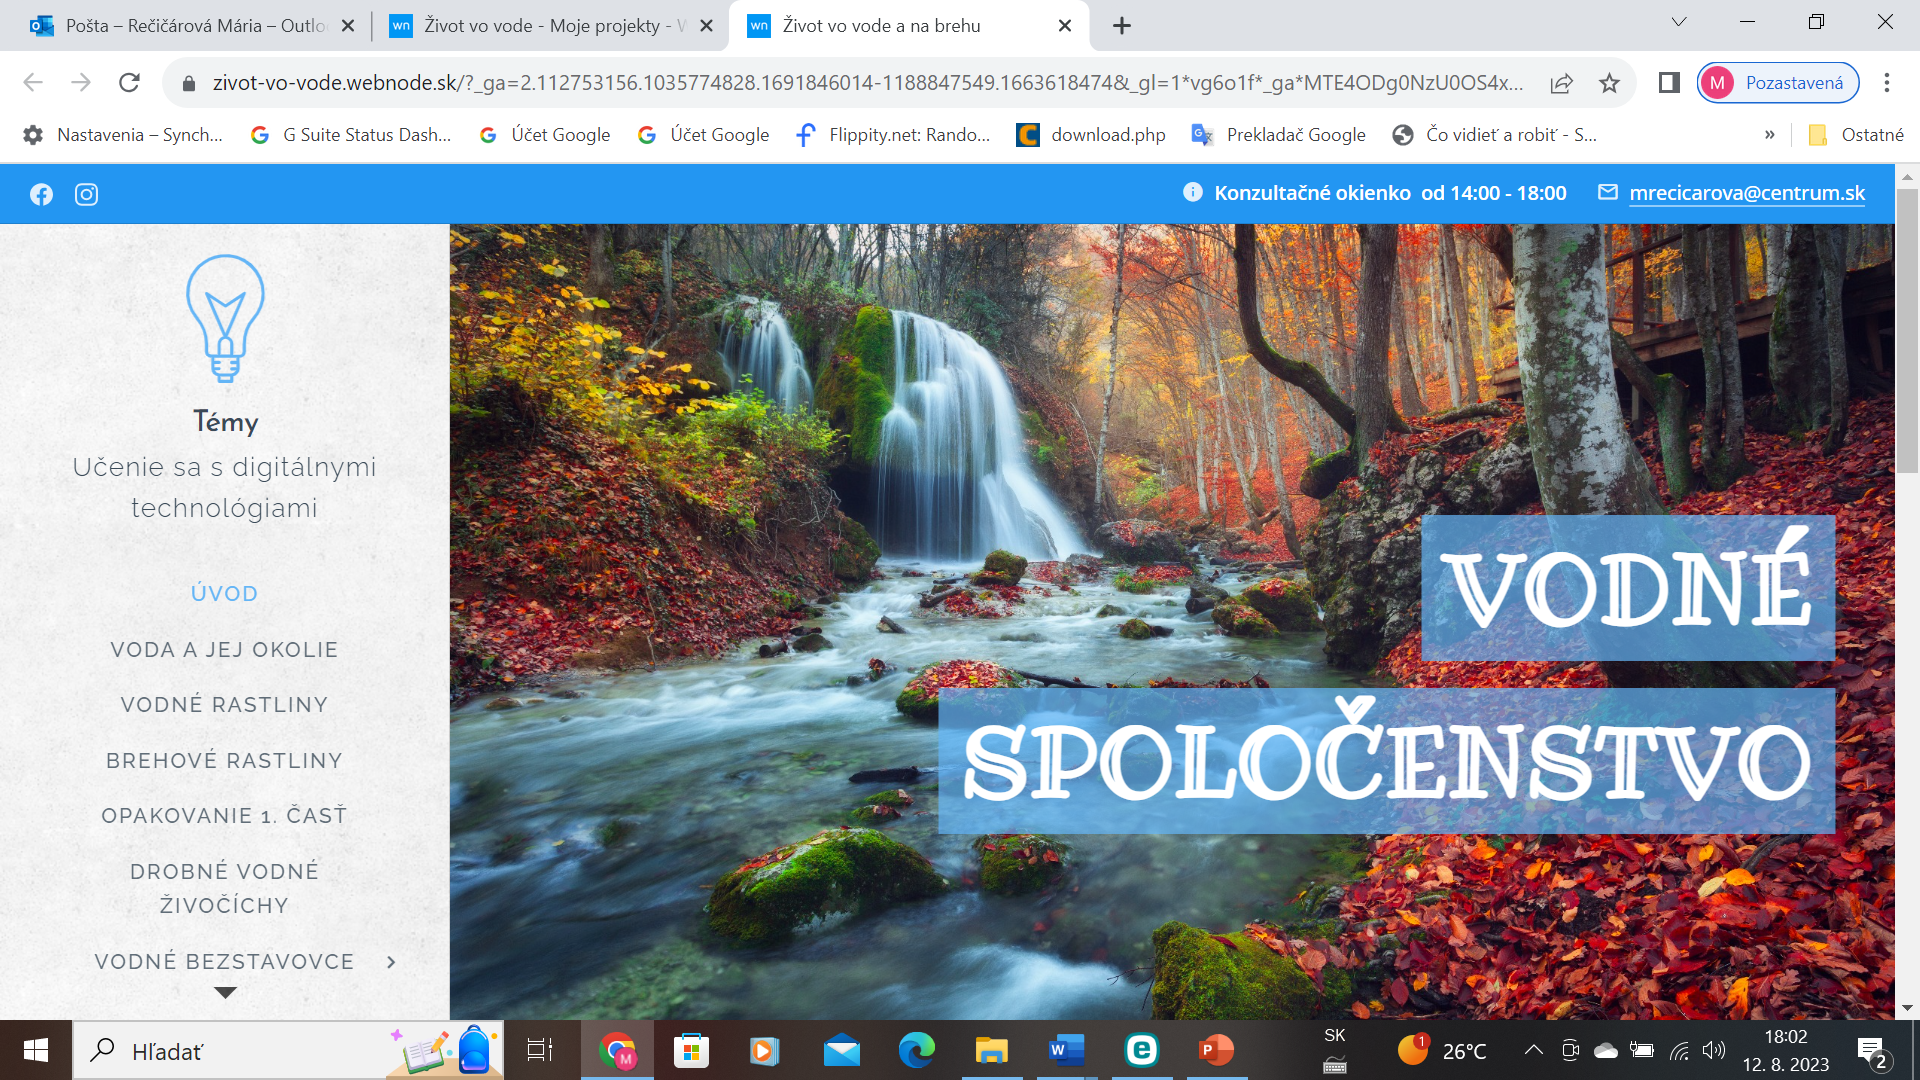 Pošta – Rečičárová Mária – Outlo
Život vo vode - Moje projekty - W
Život vo vode a na brehu
zivot-vo-vode.webnode.sk/?_ga=2.112753156.1035774828.1691846014-1188847549.1663618474&_gl=1*vg6o1f*_ga*MTE4ODg0NzU0OS4x...
M Pozastavená
Nastavenia – Synch...
G Suite Status Dash...
Účet Google
Účet Google
Flippity.net: Rando...
download.php
Prekladač Google
Čo vidieť a robiť - S...
»
Ostatné
Konzultačné okienko od 14:00 - 18:00
mrecicarova@centrum.sk
Témy
Učenie sa s digitálnymi
technológiami
ÚVOD
VODA A JEJ OKOLIE
VODNÉ RASTLINY
BREHOVÉ RASTLINY
OPAKOVANIE 1. ČASŤ
DROBNÉ VODNÉ
ŽIVOČÍCHY
VODNÉ BEZSTAVOVCE
VODNÉ
SPOLOČENSTVO
Hľadať
SK
1
26°C
18:02
12. 8. 2023
2